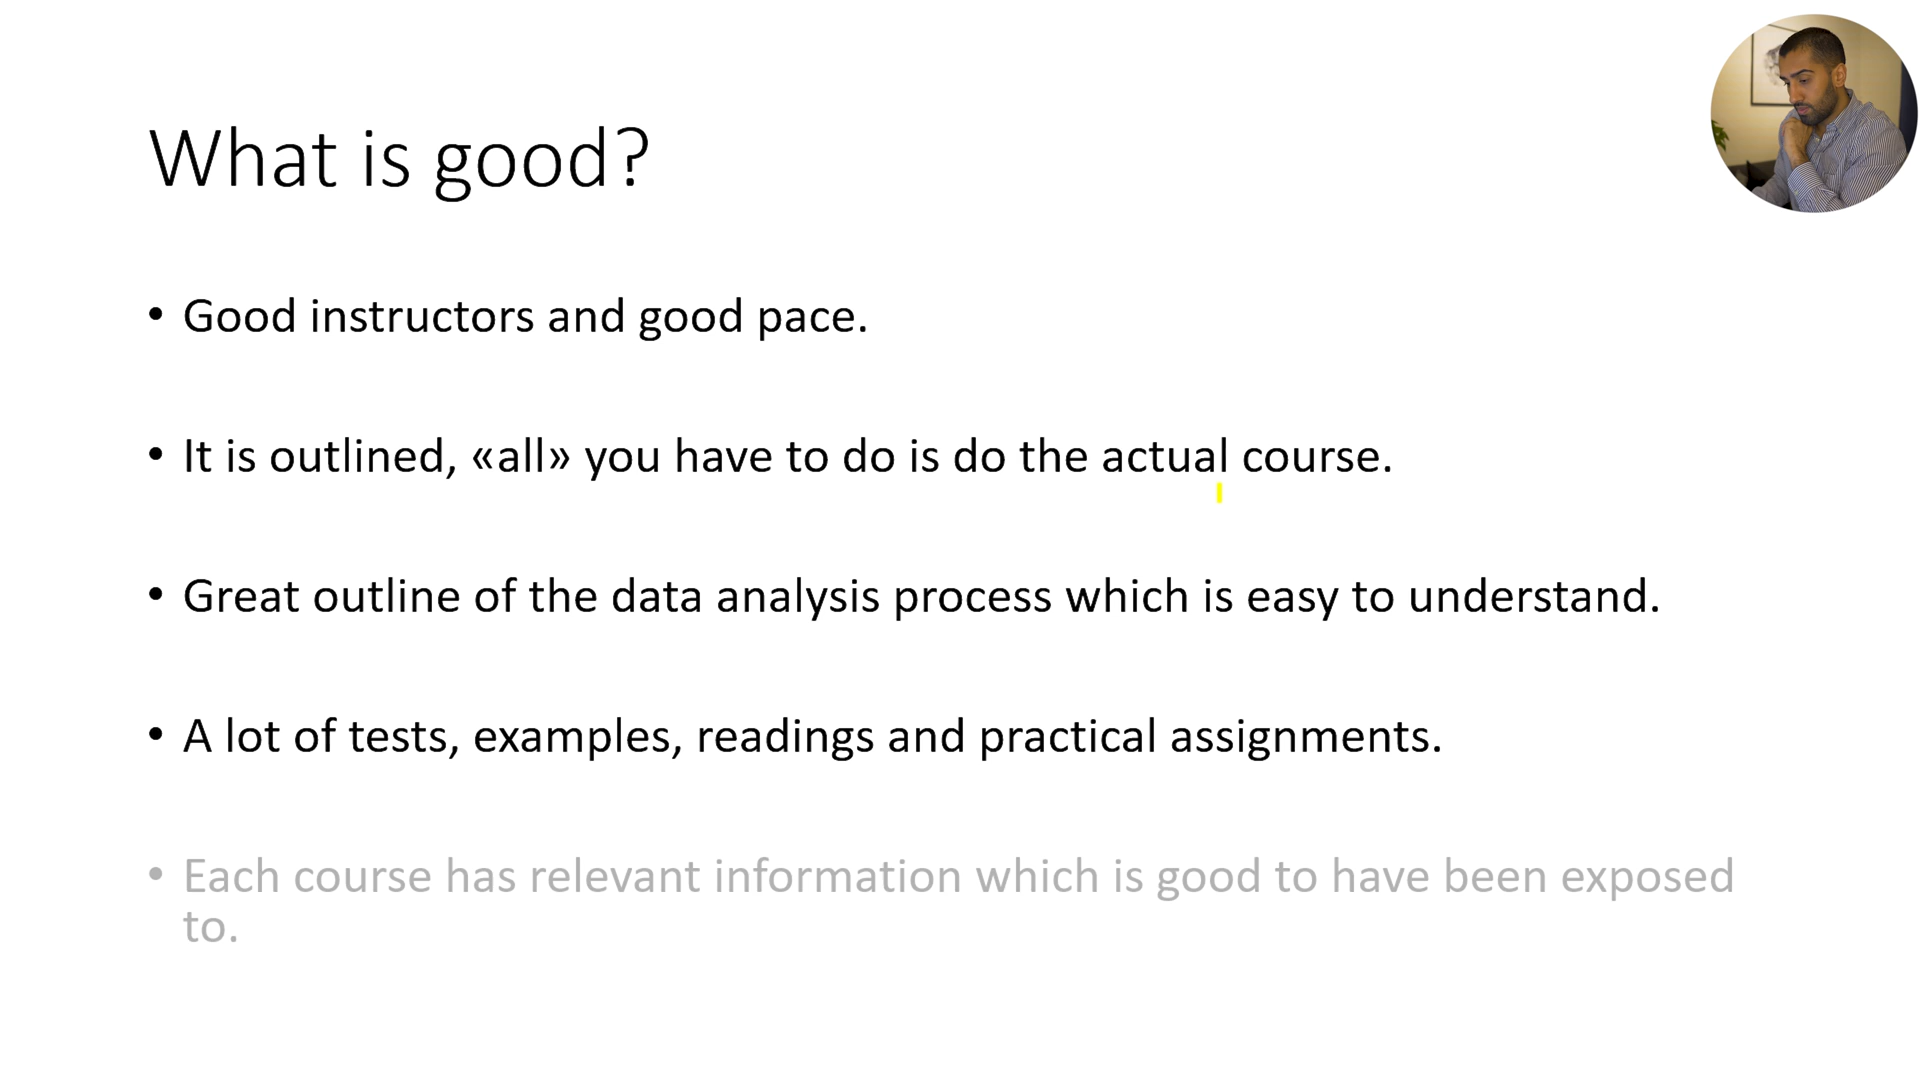 What is good?
• Good instructors and good pace.
• It is outlined, «all» you have to do is do the actual course.
• Great outline of the data analysis process which is easy to understand.
• A lot of tests, examples, readings and practical assignments.
• Each course has relevant information which is good to have been exposed
to.